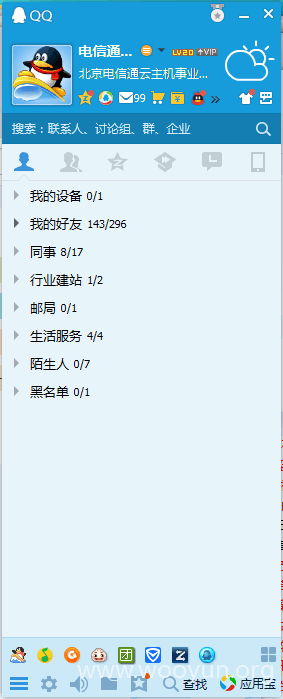 QQ
电信通...
LV20 VIP
北京电信通云主机事业...
99
搜索：联系人、讨论组、群、企业
我的设备 0/1
我的好友 143/296
同事 8/17
行业建站 1/2
邮局 0/1
生活服务 4/4
陌生人 0/7
黑名单 0/1
团
Z
www.wooyun.org
查找
应用宝